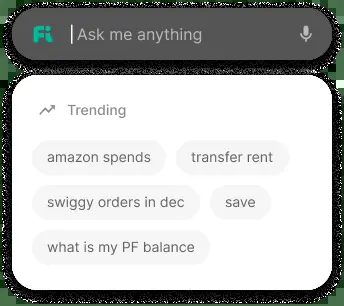 Fi Ask me anything
Trending
amazon spends transfer rent
swiggy orders in dec save
what is my PF balance